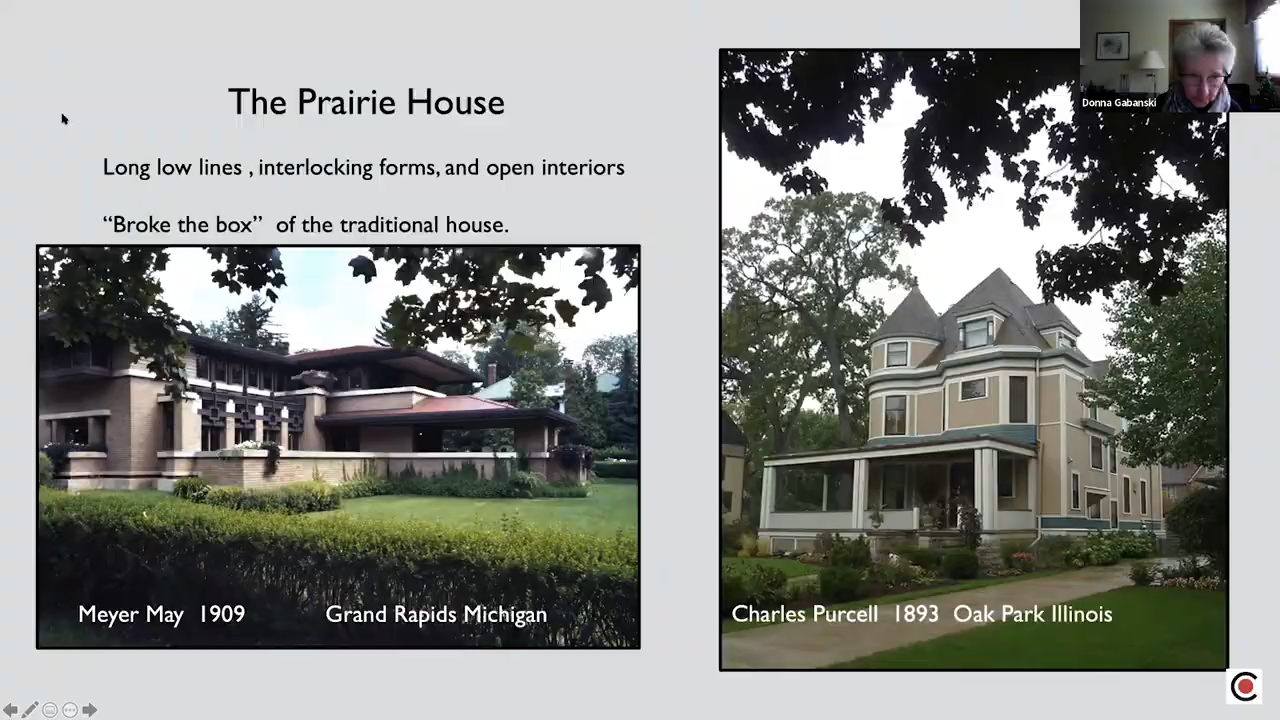 The Prairie House
Long low lines , interlocking forms, and open interiors
“Broke the box”  of the traditional house.
Meyer May  1909
Grand Rapids Michigan
Charles Purcell  1893  Oak Park Illinois
Donna Gabanski